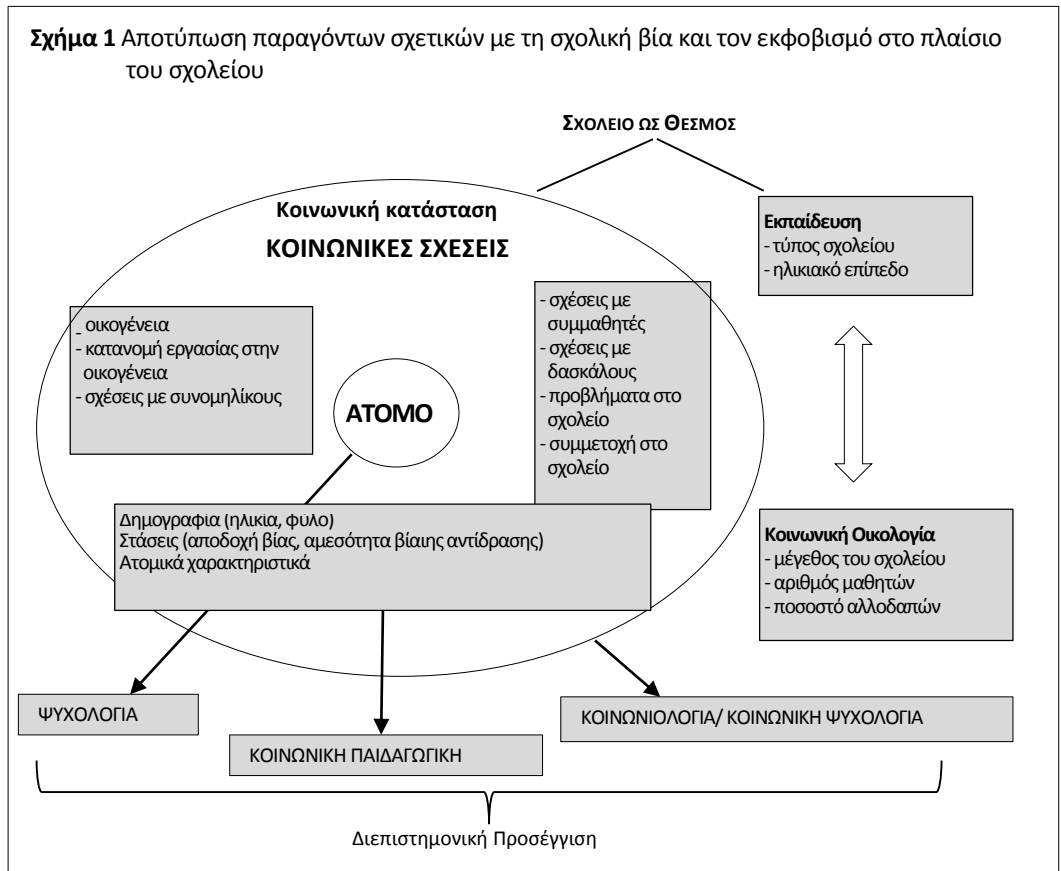 Σχήμα 1 Αποτύπωση παραγόντων σχετικών με τη σχολική βία και τον εκφοβισμό στο πλαίσιο
του σχολείου
ΣΧΟΛΕΙΟ ΩΣ ΘΕΣΜΟΣ
Κοινωνική κατάσταση
ΚΟΙΝΩΝΙΚΕΣ ΣΧΕΣΕΙΣ
Εκπαίδευση
- τύπος σχολείου
- ηλικιακό επίπεδο
- οικογένεια
- κατανομή εργασίας στην
οικογένεια
- σχέσεις με συνομηλίκους
ΑΤΟΜΟ
- σχέσεις με
συμμαθητές
- σχέσεις με
δασκάλους
- προβλήματα στο
σχολείο
- συμμετοχή στο
σχολείο
Δημογραφία (ηλικία, φύλο)
Στάσεις (αποδοχή βίας, αμεσότητα βίαιης αντίδρασης)
Ατομικά χαρακτηριστικά
Κοινωνική Οικολογία
- μέγεθος του σχολείου
- αριθμός μαθητών
- ποσοστό αλλοδαπών
ΨΥΧΟΛΟΓΙΑ
ΚΟΙΝΩΝΙΚΗ ΠΑΙΔΑΓΩΓΙΚΗ
ΚΟΙΝΩΝΙΟΛΟΓΙΑ/ ΚΟΙΝΩΝΙΚΗ ΨΥΧΟΛΟΓΙΑ
Διεπιστημονική Προσέγγιση